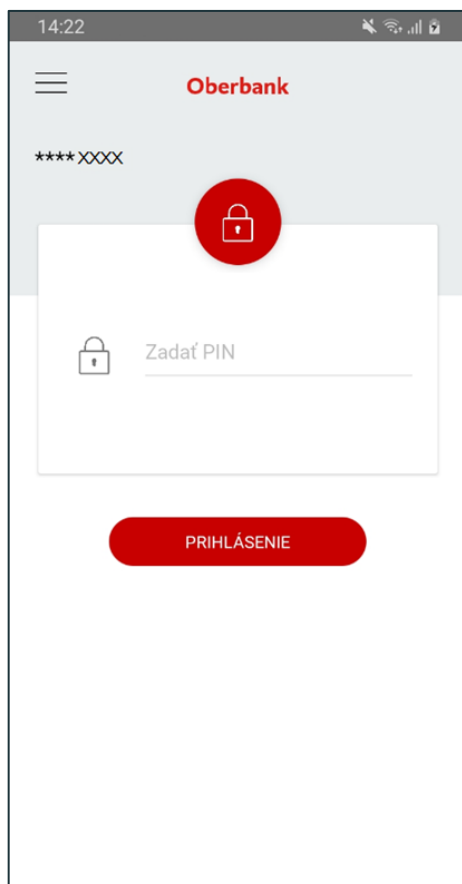 14:22
Oberbank
**** XXXX
Zadať PIN
PRIHLÁSENIE